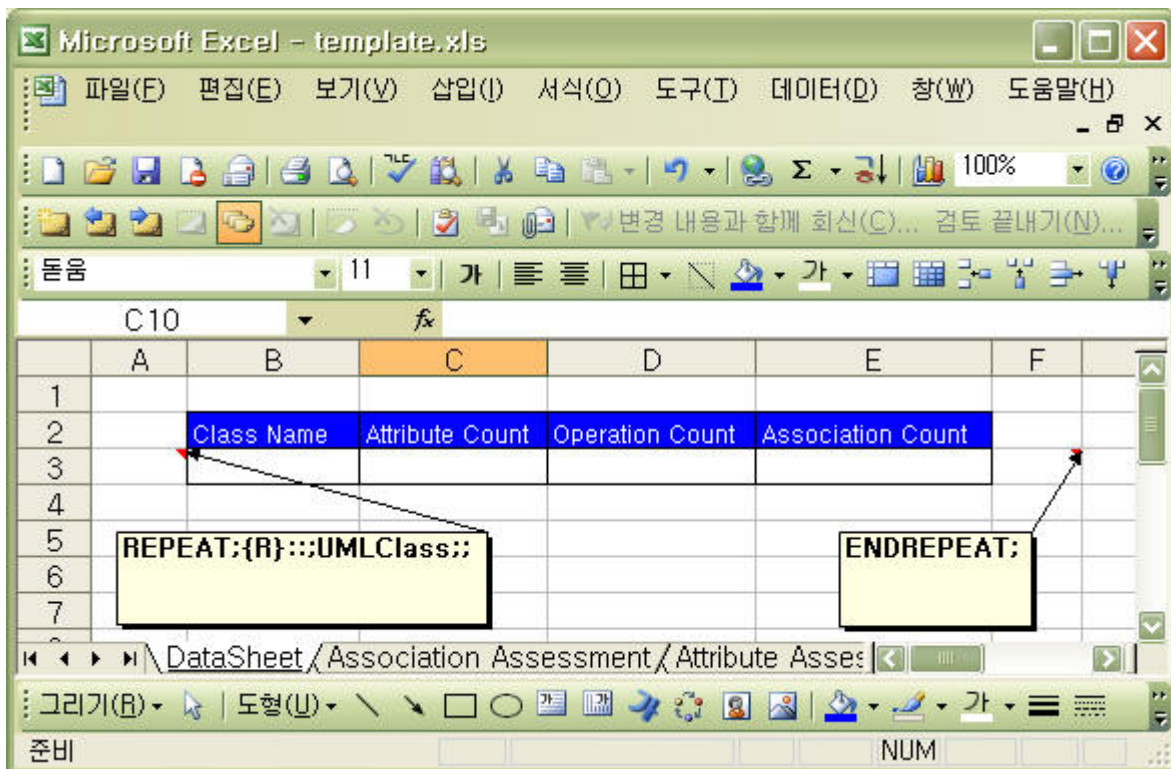 Microsoft Excel - template.xls
파일(F) 편집(E) 보기(V) 삽입(I) 서식(O) 도구(T) 데이터(D) 창(W) 도움말(H)
100%
변경 내용과 함께 회신(C)... 검토 끝내기(N)...
돋움 11 가 가
C10 fx
A B C D E F
1
2 Class Name Attribute Count Operation Count Association Count
3
4
5 REPEAT;{R}::;UMLClass;; ENDREPEAT;
6
7
DataSheet Association Assessment Attribute Asses
그리기(R) 도형(U) 가
준비 NUM